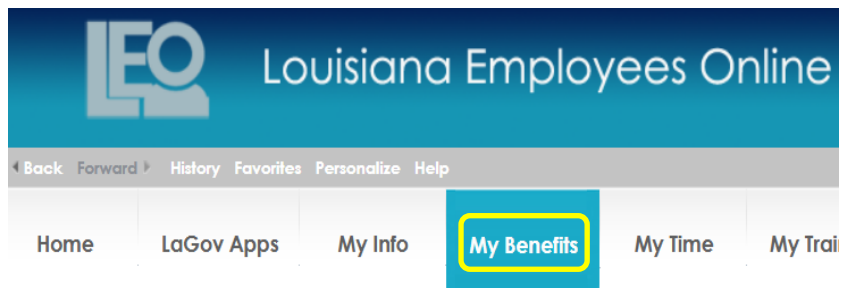 LEO Louisiana Employees Online
Back Forward History Favorites Personalize Help
Home LaGov Apps My Info My Benefits My Time My Trai